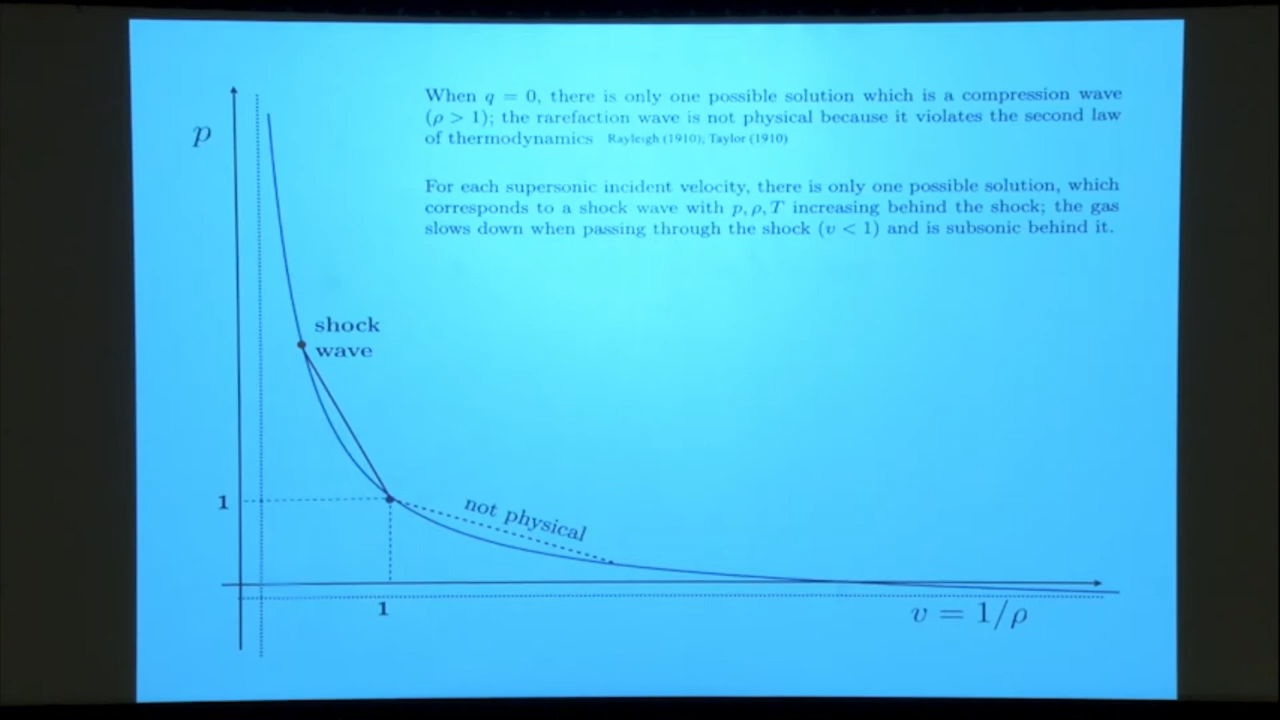 When q = 0, there is only one possible solution which is a compression wave
(ρ > 1); the rarefaction wave is not physical because it violates the second law
of thermodynamics Rayleigh (1910); Taylor (1910)
For each supersonic incident velocity, there is only one possible solution, which
corresponds to a shock wave with p, ρ, T increasing behind the shock; the gas
slows down when passing through the shock (v < 1) and is subsonic behind it.
p
shock
wave
1
not physical
1
v = 1/ρ